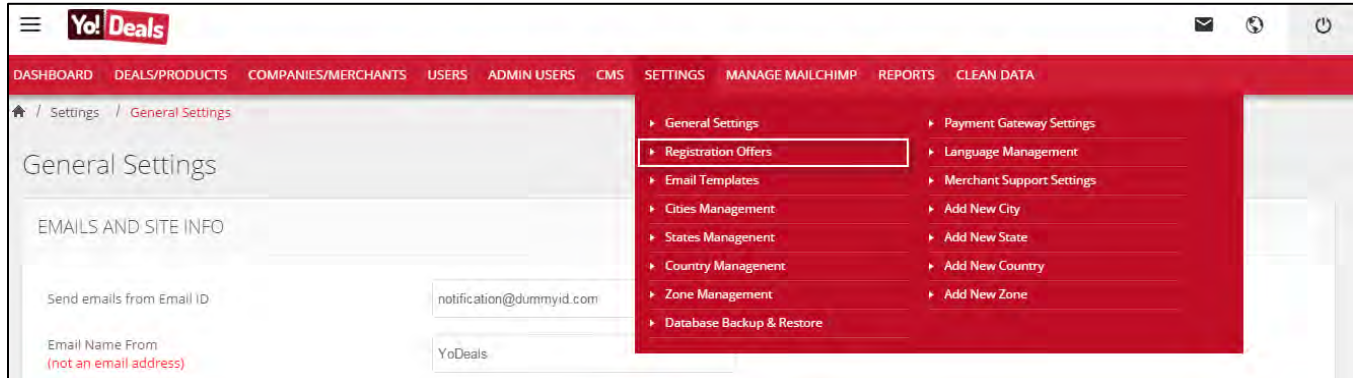 Yo! Deals
DASHBOARD DEALS/PRODUCTS COMPANIES/MERCHANTS USERS ADMIN USERS CMS SETTINGS MANAGE MAILCHIMP REPORTS CLEAN DATA
/ Settings / General Settings
General Settings
EMAILS AND SITE INFO
Send emails from Email ID
notification@dummyid.com
Email Name From
(not an email address)
YoDeals
General Settings
Registration Offers
Email Templates
Cities Management
States Management
Country Management
Zone Management
Database Backup & Restore
Payment Gateway Settings
Language Management
Merchant Support Settings
Add New City
Add New State
Add New Country
Add New Zone